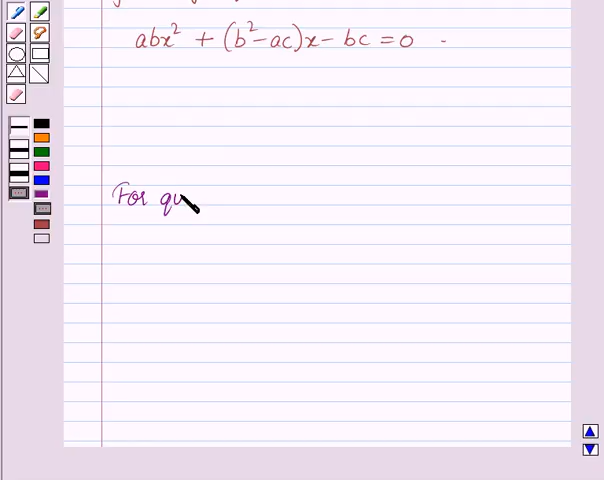 abx² + (b²-ac)x - bc = 0
For qu